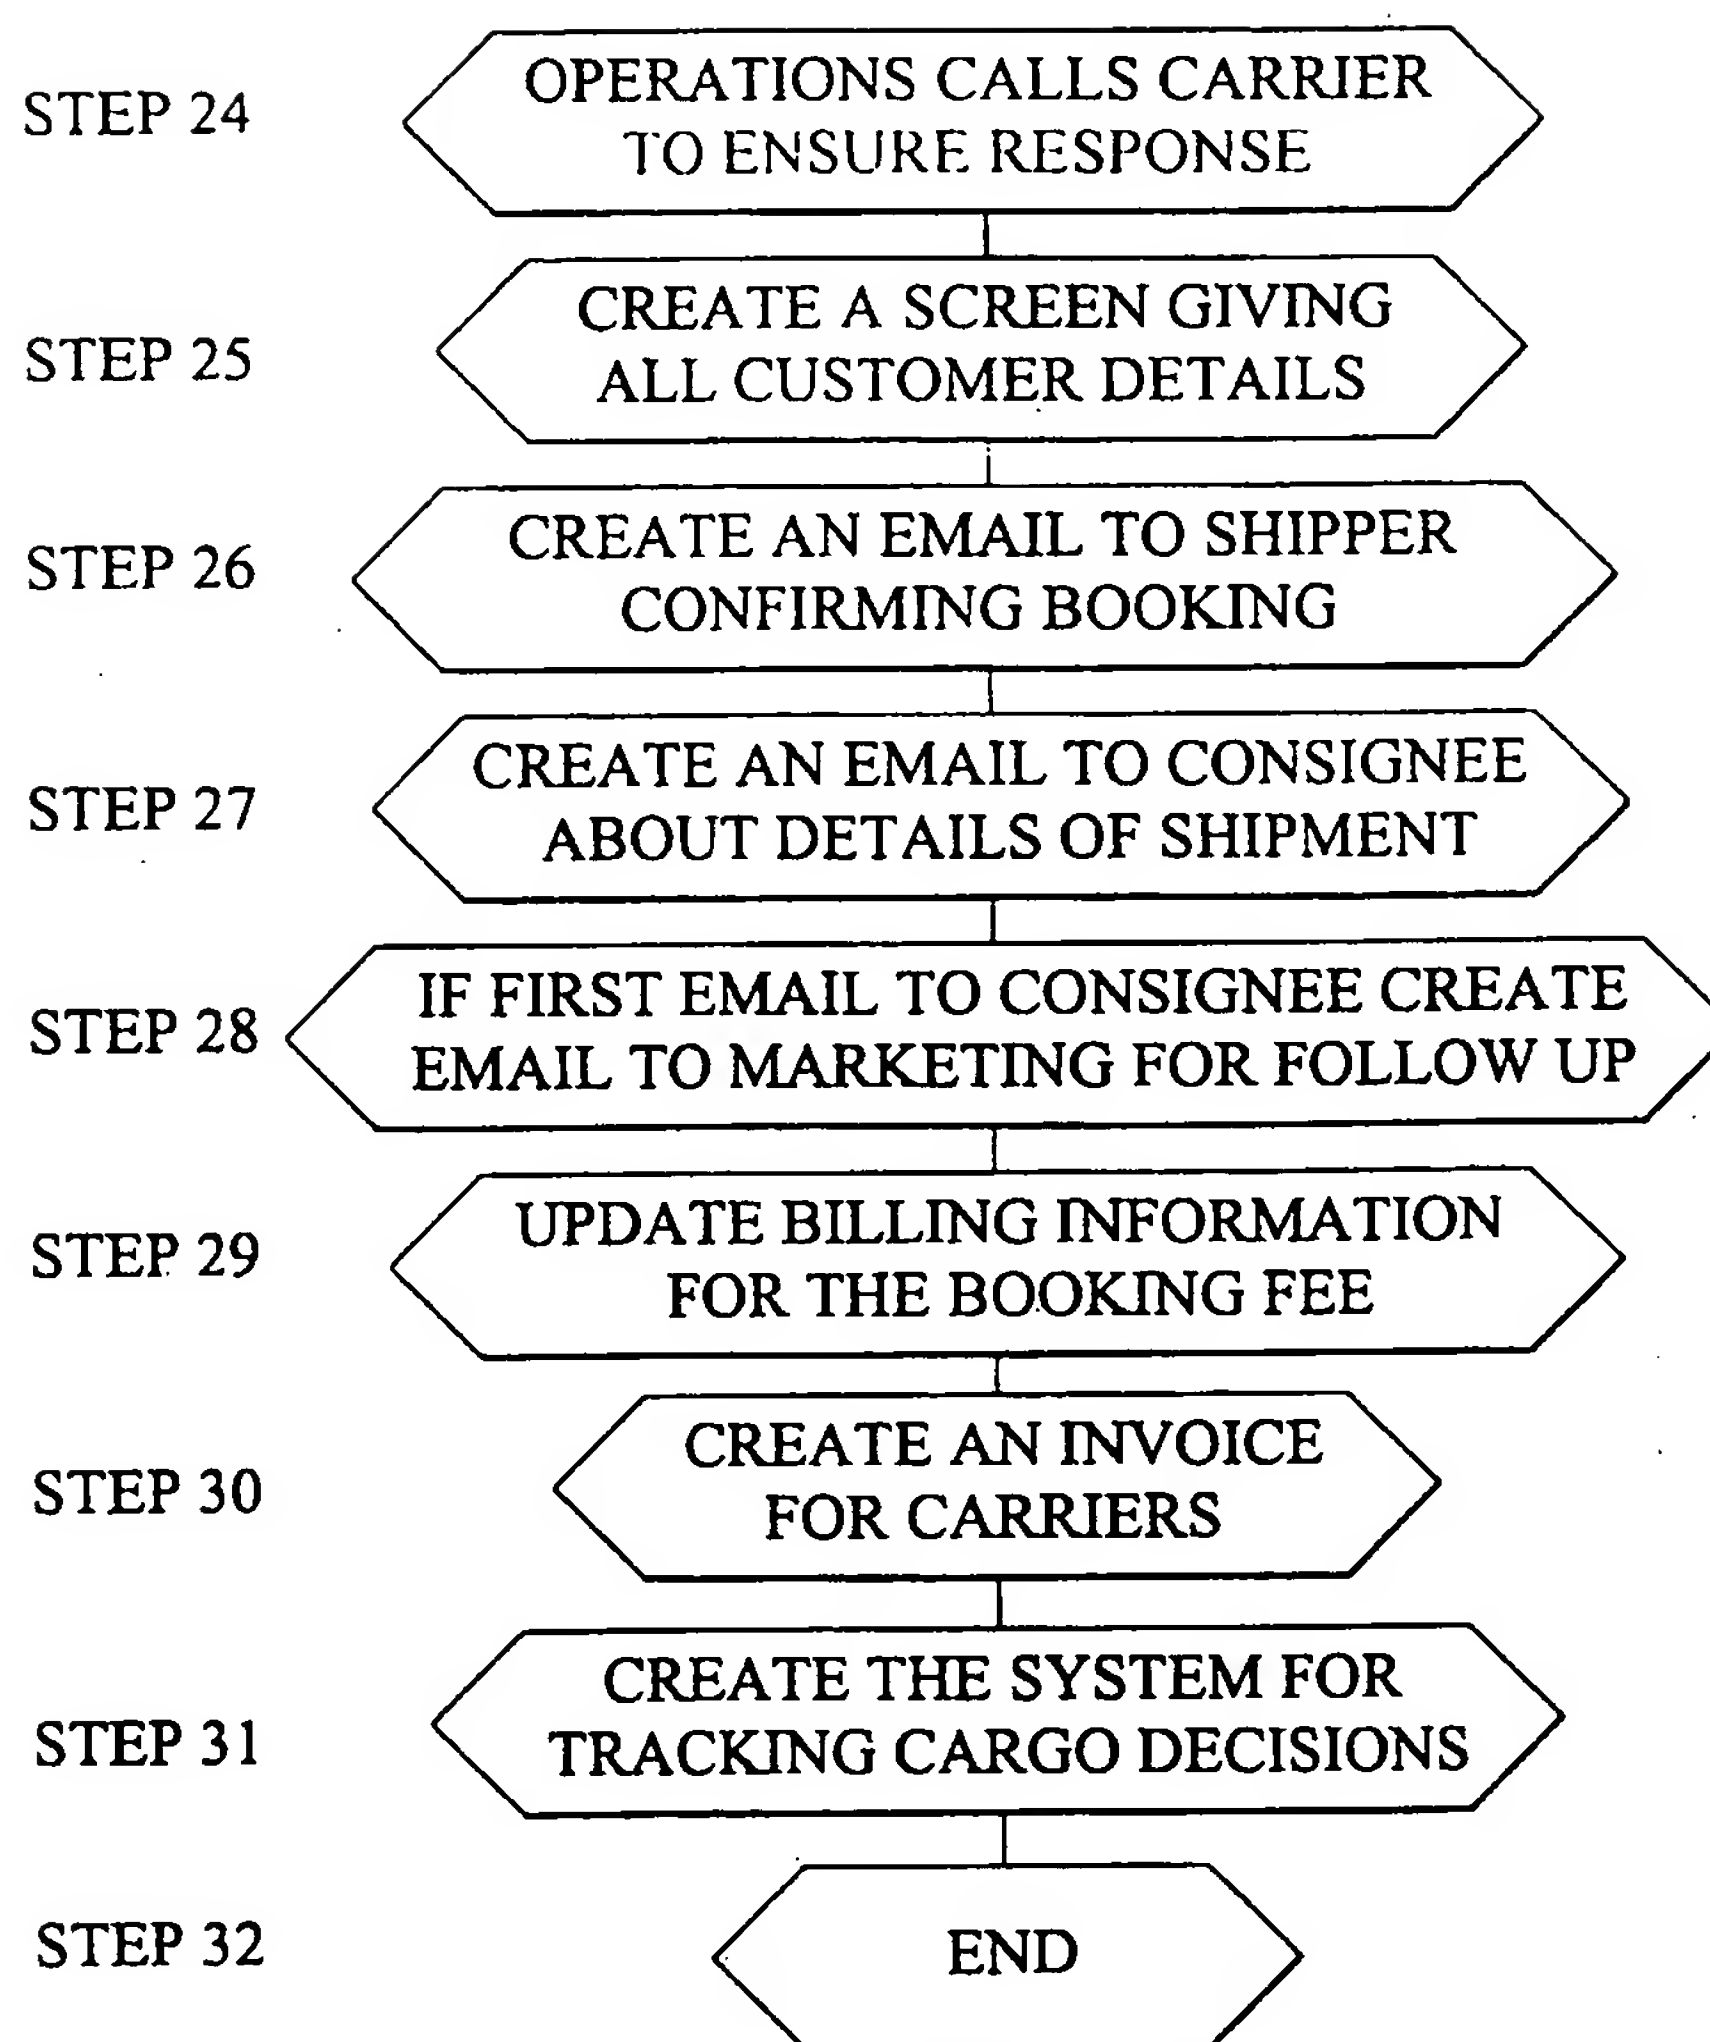 STEP 24
OPERATIONS CALLS CARRIER
TO ENSURE RESPONSE
STEP 25
CREATE A SCREEN GIVING
ALL CUSTOMER DETAILS
STEP 26
CREATE AN EMAIL TO SHIPPER
CONFIRMING BOOKING
STEP 27
CREATE AN EMAIL TO CONSIGNEE
ABOUT DETAILS OF SHIPMENT
STEP 28
IF FIRST EMAIL TO CONSIGNEE CREATE
EMAIL TO MARKETING FOR FOLLOW UP
STEP 29
UPDATE BILLING INFORMATION
FOR THE BOOKING FEE
STEP 30
CREATE AN INVOICE
FOR CARRIERS
STEP 31
CREATE THE SYSTEM FOR
TRACKING CARGO DECISIONS
STEP 32
END